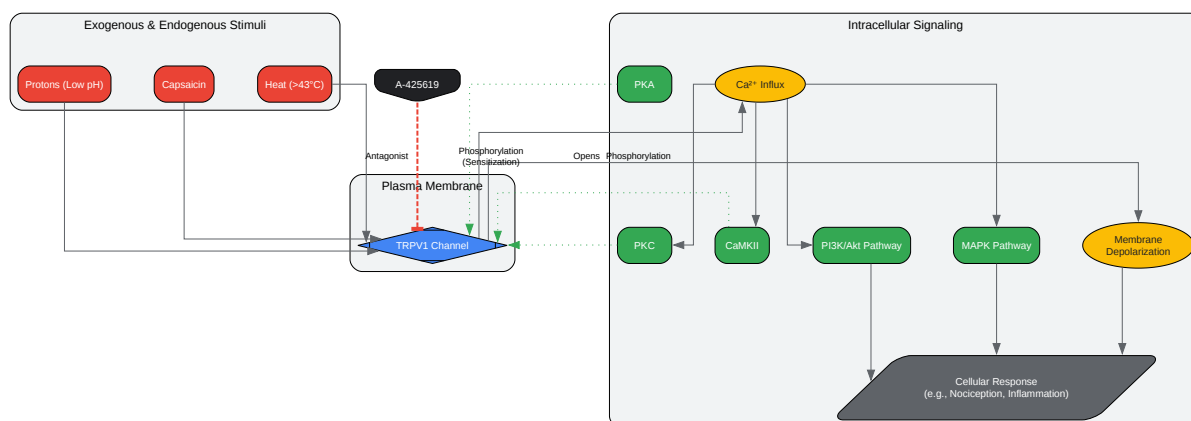 Exogenous & Endogenous Stimuli
Intracellular Signaling
Protons (Low pH)
Capsaicin
Heat (>43°C)
A-425619
PKA
Ca²⁺ Influx
Antagonist
Phosphorylation
(Sensitization)
Opens
Phosphorylation
Plasma Membrane
TRPV1 Channel
PKC
CaMKII
PI3K/Akt Pathway
MAPK Pathway
Membrane
Depolarization
Cellular Response
(e.g., Nociception, Inflammation)